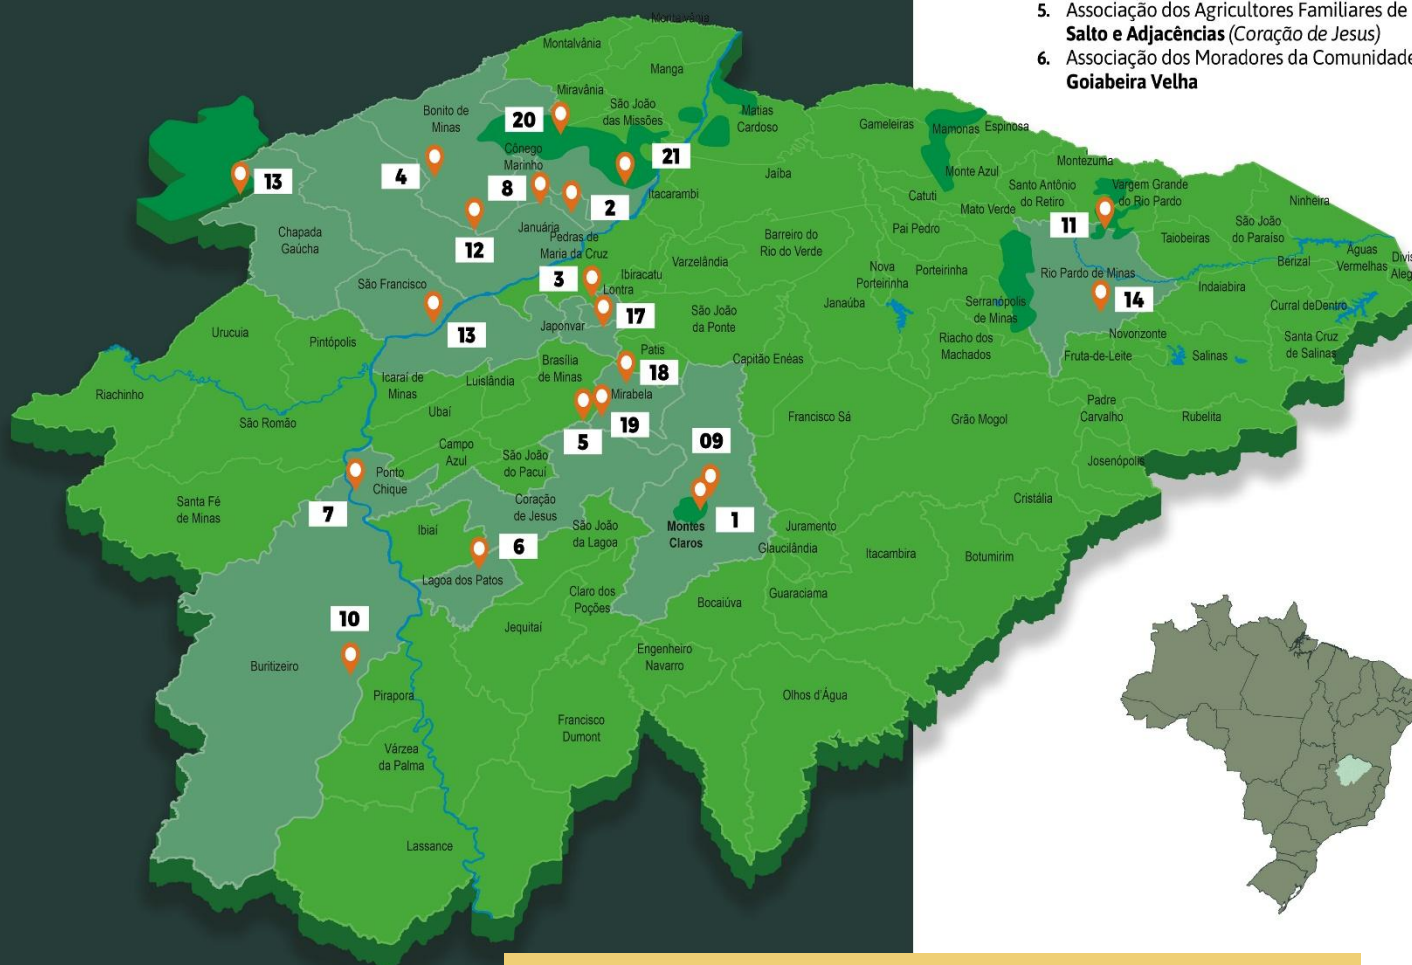 5. Associação dos Agricultores Familiares de
Salto e Adjacências (Coração de Jesus)
6. Associação dos Moradores da Comunidade
Goiabeira Velha
Montalvânia
Montalvânia
Manga
Miravânia
São João
das Missões
Matias
Cardoso
Bonito de
Minas
20
Cônego
Marinho
21
4
8
2
13
Itacarambi
12
Januária
Pedras de
Maria da Cruz
Chapada
Gaúcha
3
Ibiracatu
Lontra
Varzelândia
Jaíba
Barreiro do
Rio do Verde
Gameleiras
Mamonas
Espinosa
Monte Azul
Montezuma
Catuti
Mato Verde
Santo Antônio
do Retiro
Vargem Grande
do Rio Pardo
Ninheira
11
Pai Pedro
São João
do Paraíso
Taiobeiras
Águas
Vermelhas
Berizal
Rio Pardo de Minas
Nova
Porteirinha
Porteirinha
Indaiabira
14
Curral deDentro
Janaúba
Serranópolis
de Minas
São Francisco
13
17
Japonvar
São João
da Ponte
Urucuia
Pintópolis
Riacho dos
Machados
Novorizonte
Santa Cruz
de Salinas
Fruta-de-Leite
Salinas
Patis
18
Capitão Enéas
Brasília
de Minas
Luislândia
Icaraí de
Minas
Riachinho
Mirabela
19
5
Ubaí
São Romão
Francisco Sá
Grão Mogol
Padre
Carvalho
Rubelita
09
Campo
Azul
São João
do Pacuí
Josenópolis
Ponto
Chique
Santa Fé
de Minas
7
Coração
de Jesus
Cristália
Ibiaí
São João
da Lagoa
Montes
Claros
1
Juramento
Glaucilândia
6
Itacambira
Botumirim
Lagoa dos Patos
Claro dos
Poções
Bocaiúva
Guaraciama
10
Jequitaí
Engenheiro
Navarro
Buritizeiro
Pirapora
Olhos d'Água
Francisco
Dumont
Várzea
da Palma
Lassance